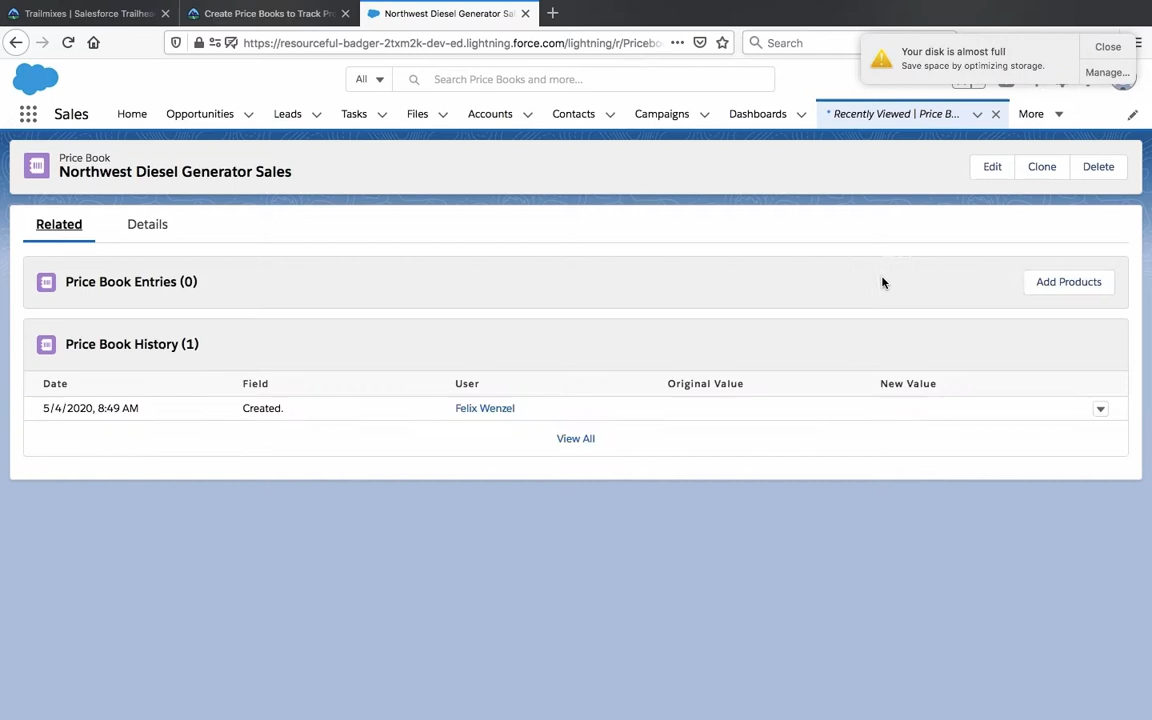 Trailmixes | Salesforce Trailhea
Create Price Books to Track Pr
Northwest Diesel Generator Sa
https://resourceful-badger-2txm2k-dev-ed.lightning.force.com/lightning/r/Pricebo
Search
Your disk is almost full
Save space by optimizing storage.
Close
Manage...
All
Search Price Books and more...
Sales
Home
Opportunities
Leads
Tasks
Files
Accounts
Contacts
Campaigns
Dashboards
* Recently Viewed | Price B...
More
Price Book
Northwest Diesel Generator Sales
Edit
Clone
Delete
Related
Details
Price Book Entries (0)
Add Products
Price Book History (1)
Date Field User Original Value New Value
5/4/2020, 8:49 AM Created. Felix Wenzel
View All